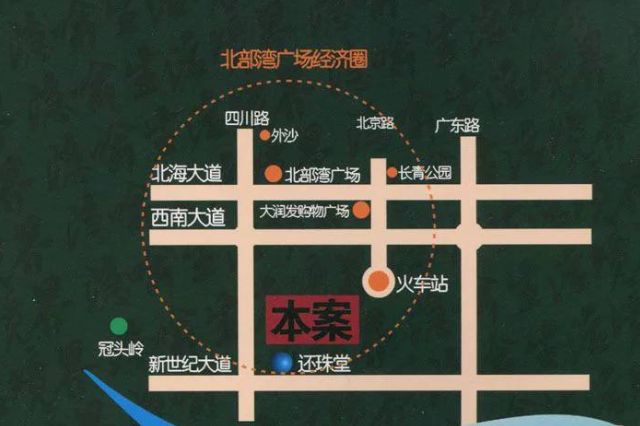 北部湾广场经济圈
四川路
北京路
广东路
外沙
北海大道
北部湾广场
长青公园
西南大道
大润发购物广场
火车站
本案
冠头岭
新世纪大道
还珠堂